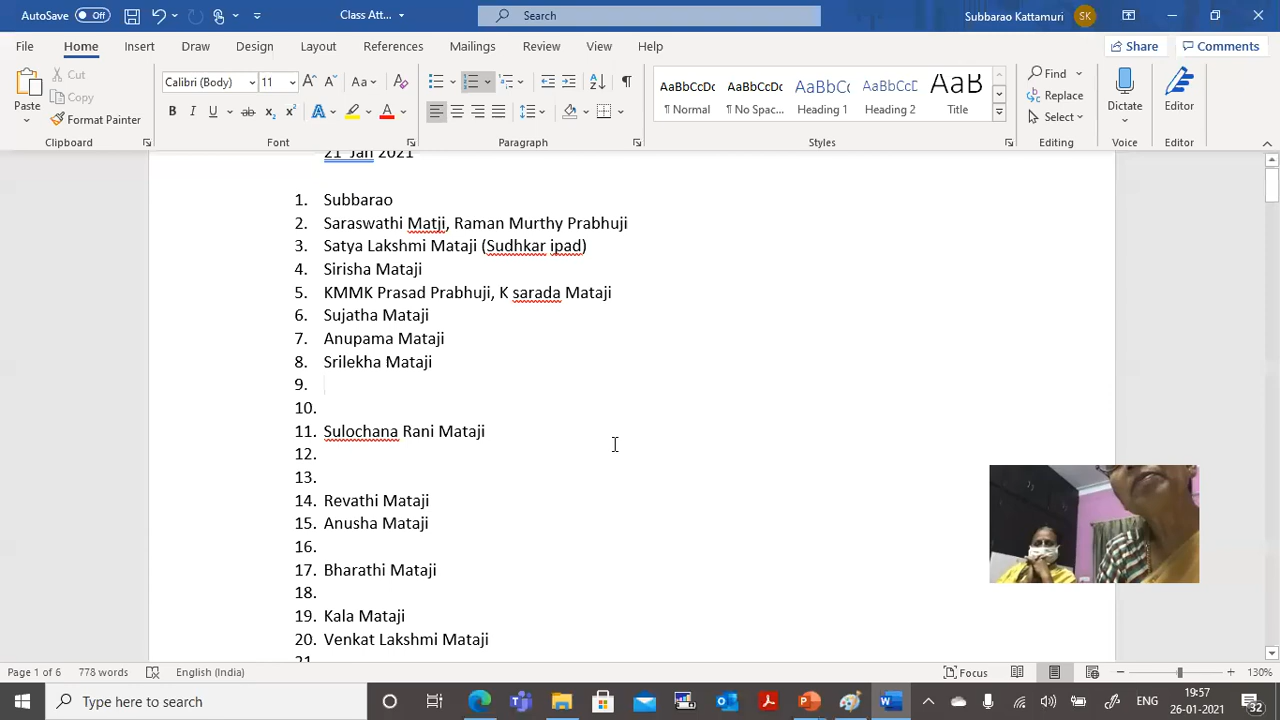 AutoSave Off Class Att... Search Subbarao Kattamuri SK
File Home Insert Draw Design Layout References Mailings Review View Help Share Comments
Paste Cut Copy Format Painter
Calibri (Body) 11
AaBbCcDc AaBbCcDc AaBbCc AaBbCcD AaB
¶ Normal ¶ No Spac... Heading 1 Heading 2 Title
Find Replace Select
Dictate Editor
Clipboard Font Paragraph Styles Editing Voice Editor
21 Jan 2021
1. Subbarao
2. Saraswathi Matji, Raman Murthy Prabhuji
3. Satya Lakshmi Mataji (Sudhkar ipad)
4. Sirisha Mataji
5. KMMK Prasad Prabhuji, K sarada Mataji
6. Sujatha Mataji
7. Anupama Mataji
8. Srilekha Mataji
9.
10.
11. Sulochana Rani Mataji
12.
13.
14. Revathi Mataji
15. Anusha Mataji
16.
17. Bharathi Mataji
18.
19. Kala Mataji
20. Venkat Lakshmi Mataji
21.
Page 1 of 6 778 words English (India) Focus 130%
Type here to search ENG 19:57
26-01-2021 32